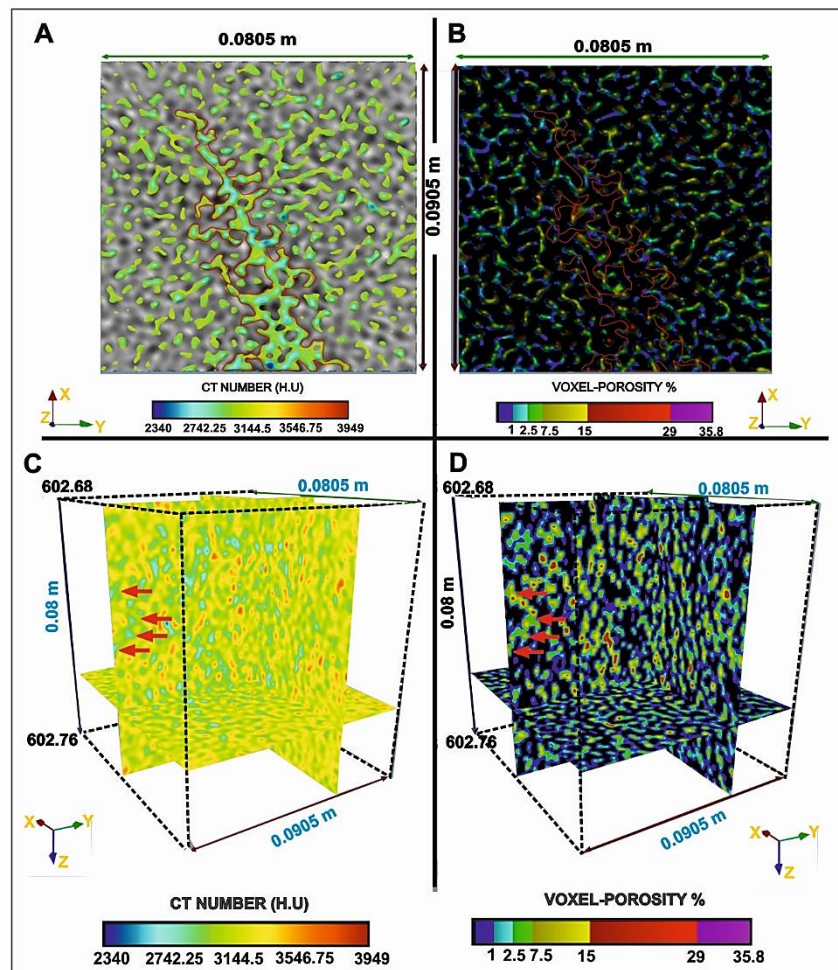 A
0.0805 m
0.0905 m
CT NUMBER (H.U)
2340 2742.25 3144.5 3546.75 3949
X
Z Y
B
0.0805 m
VOXEL-POROSITY %
1 2.5 7.5 15 29 35.8
X
Z Y
C
602.68
0.0805 m
0.08 m
602.76
0.0905 m
X Y
Z
CT NUMBER (H.U)
2340 2742.25 3144.5 3546.75 3949
D
602.68
0.0805 m
0.08 m
602.76
0.0905 m
X Y
Z
VOXEL-POROSITY %
1 2.5 7.5 15 29 35.8